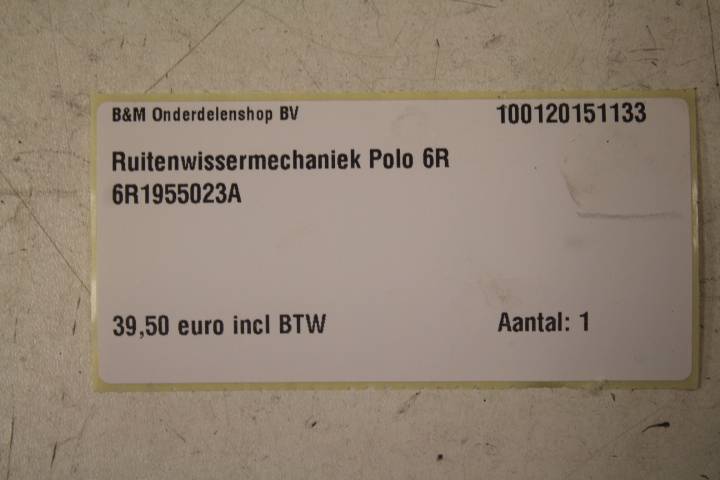 B&M Onderdelenshop BV 100120151133
Ruitenwissermechaniek Polo 6R
6R1955023A
39,50 euro incl BTW Aantal: 1